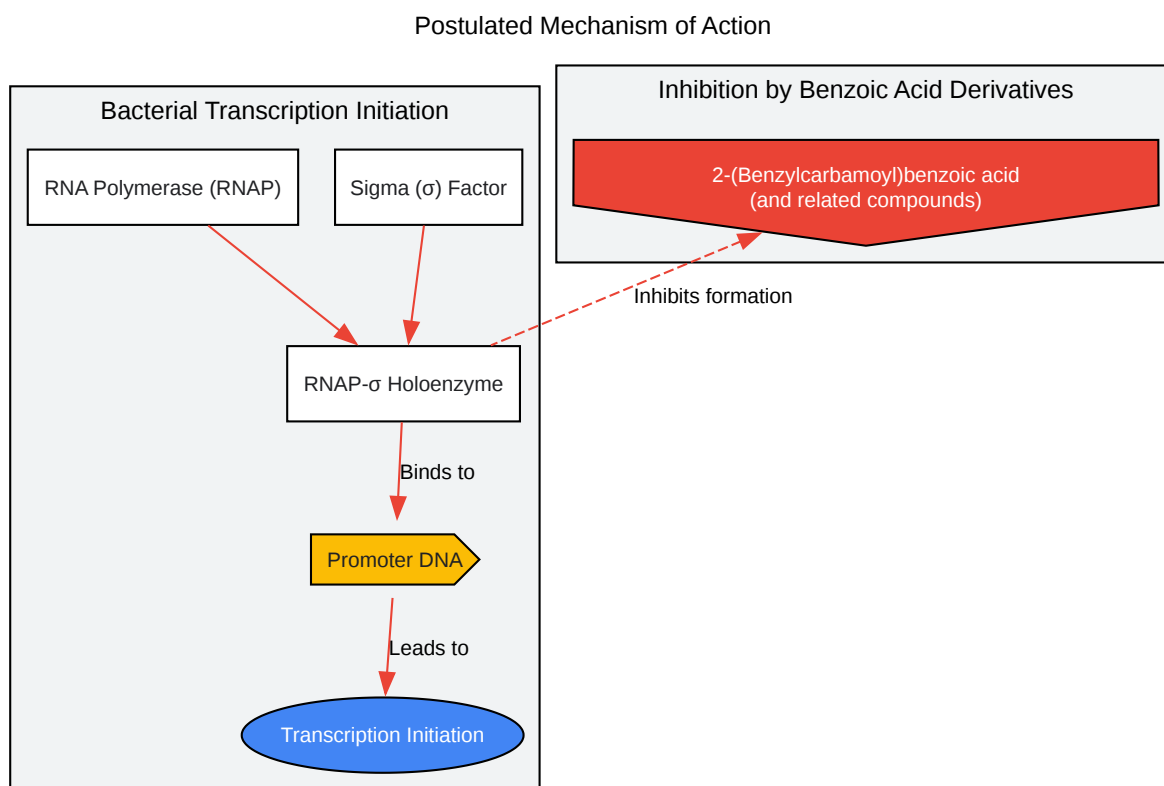 Postulated Mechanism of Action
Bacterial Transcription Initiation
RNA Polymerase (RNAP)
Sigma (σ) Factor
RNAP-σ Holoenzyme
Binds to
Promoter DNA
Leads to
Transcription Initiation
Inhibition by Benzoic Acid Derivatives
2-(Benzylcarbamoyl)benzoic acid
(and related compounds)
Inhibits formation